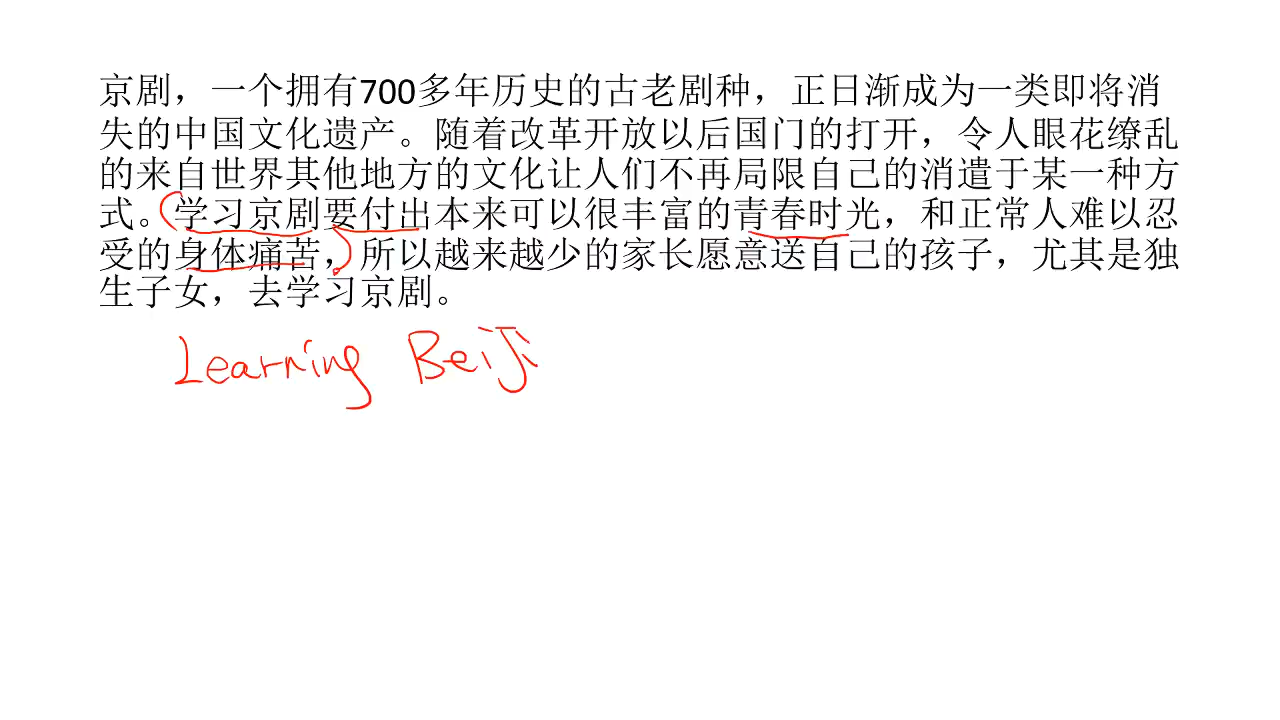 京剧，一个拥有700多年历史的古老剧种，正日渐成为一类即将消
失的中国文化遗产。随着改革开放以后国门的打开，令人眼花缭乱
的来自世界其他地方的文化让人们不再局限自己的消遣于某一种方
式。学习京剧要付出本来可以很丰富的青春时光，和正常人难以忍
受的身体痛苦，所以越来越少的家长愿意送自己的孩子，尤其是独
生子女，去学习京剧。
Learning Beiji